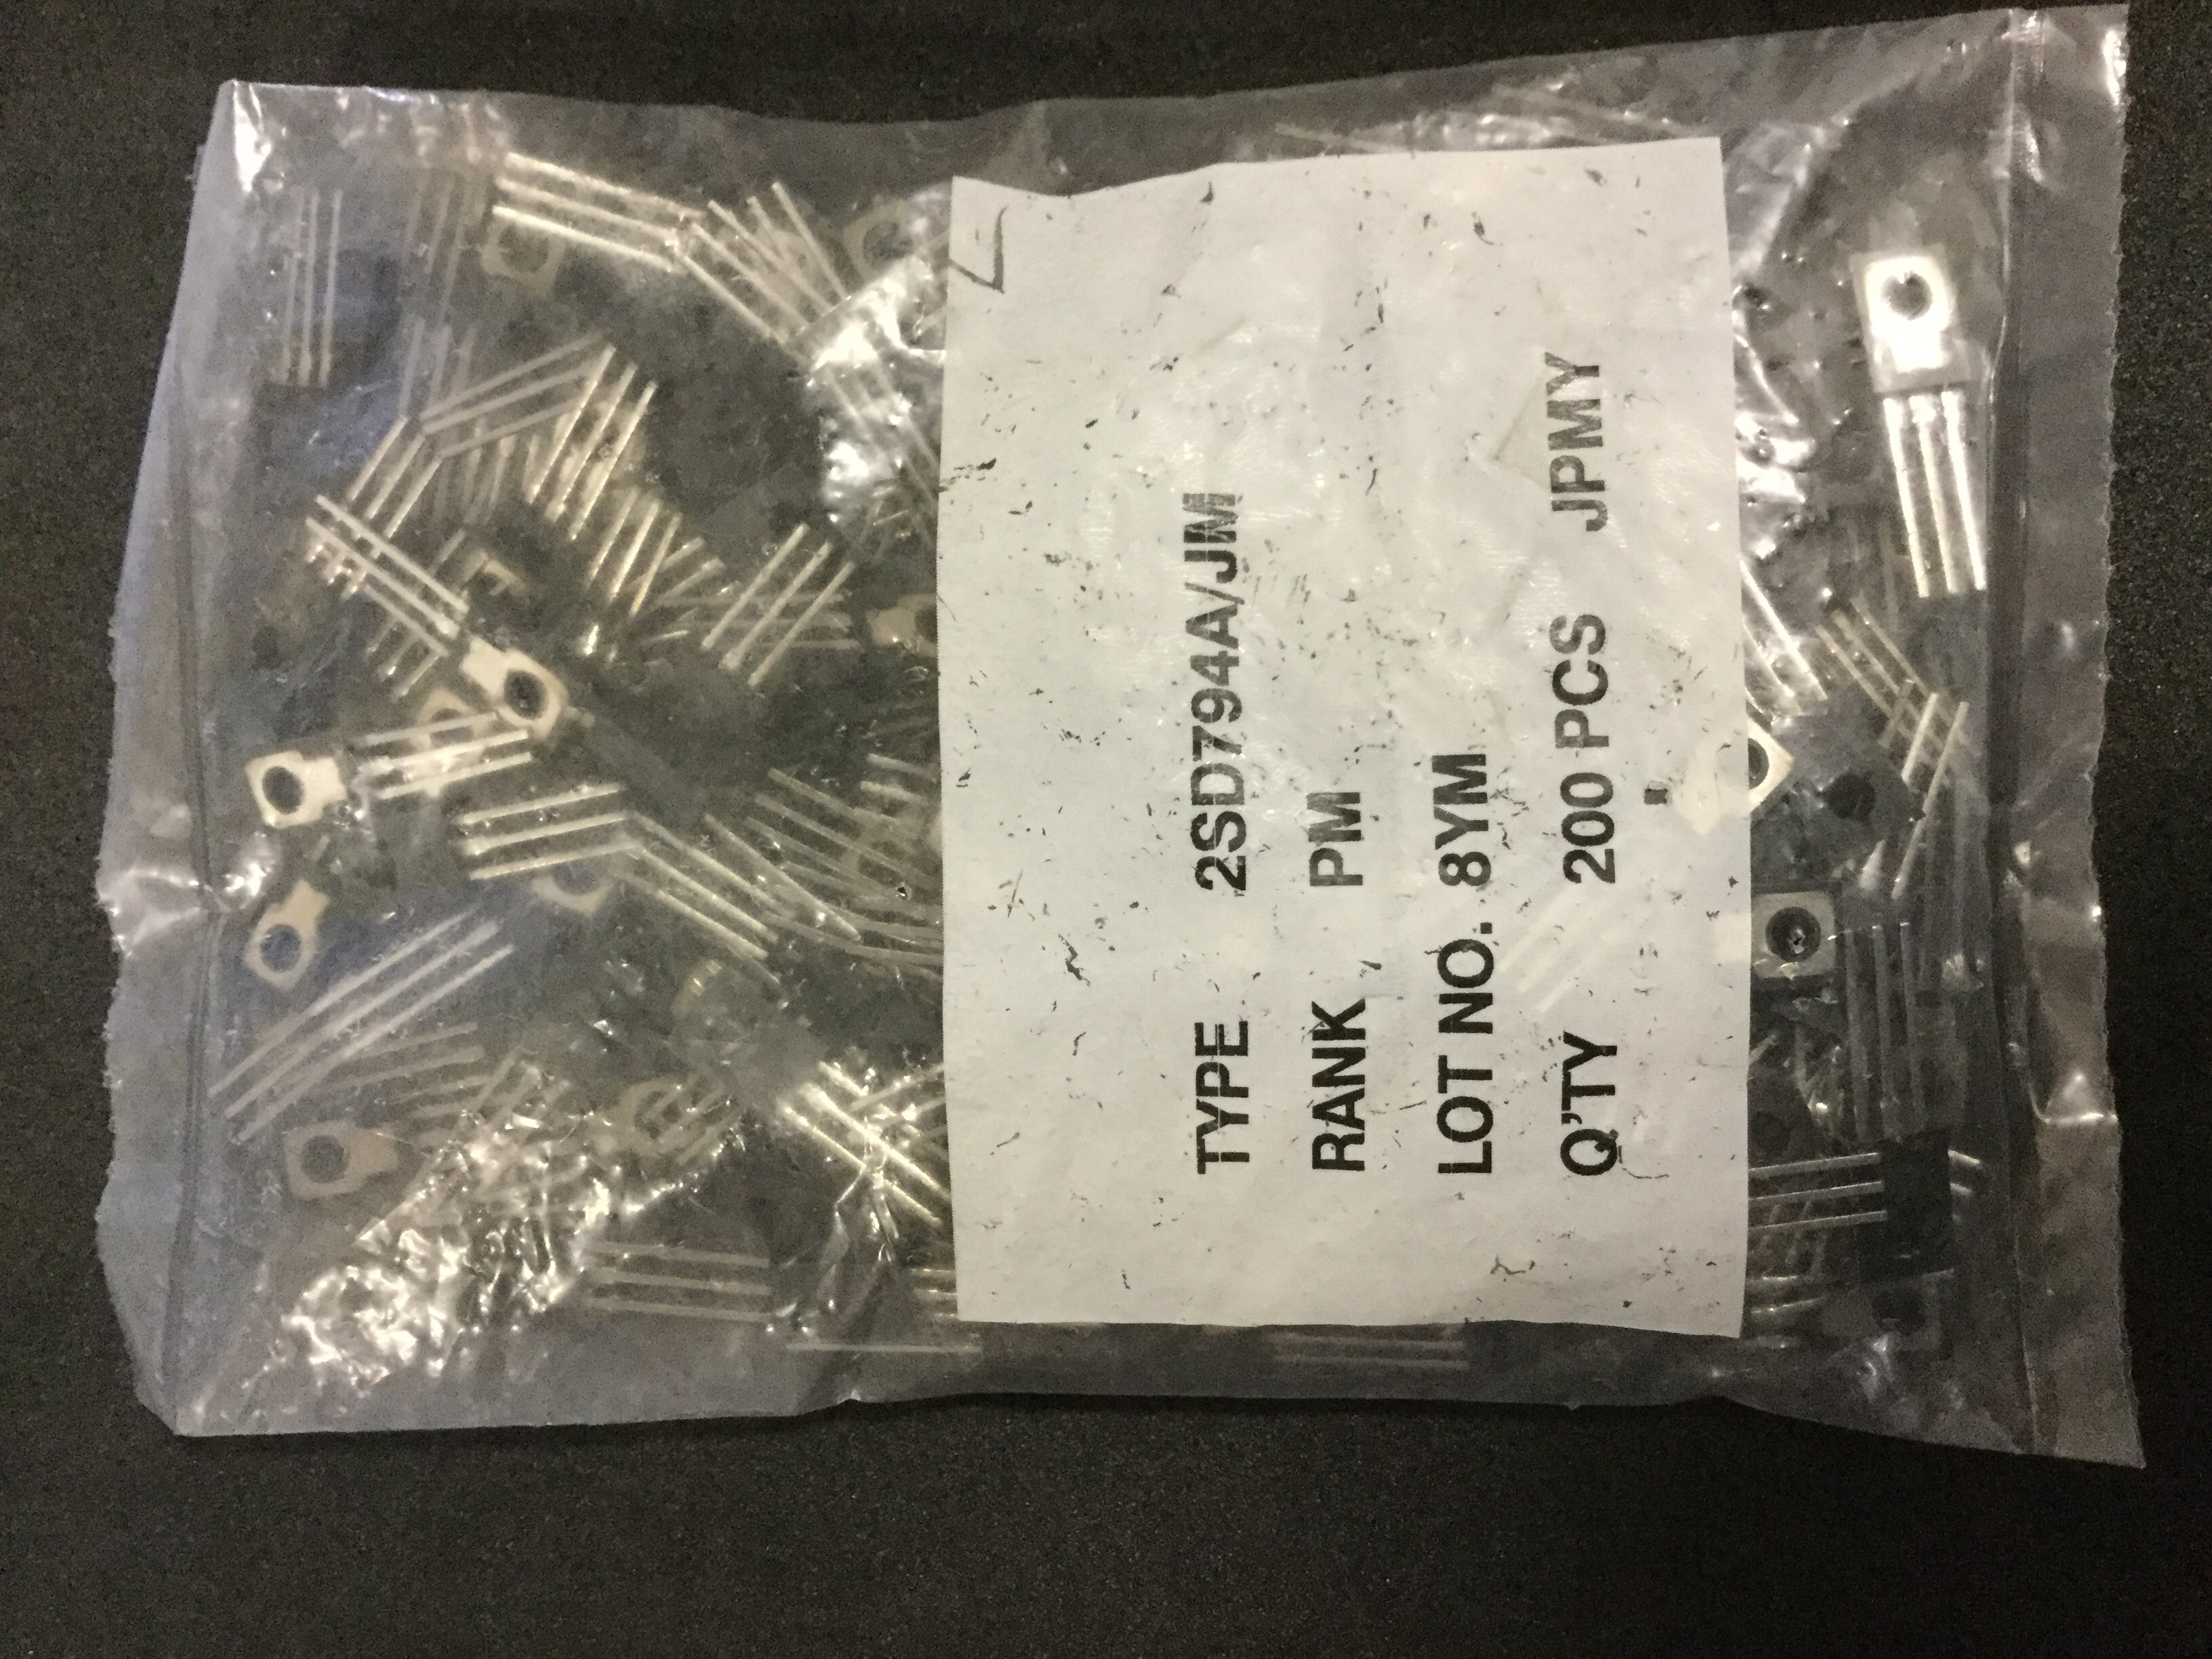 TYPE 2SD794A/JM
RANK PM
LOT NO. 8YM
Q'TY 200 PCS JPMY